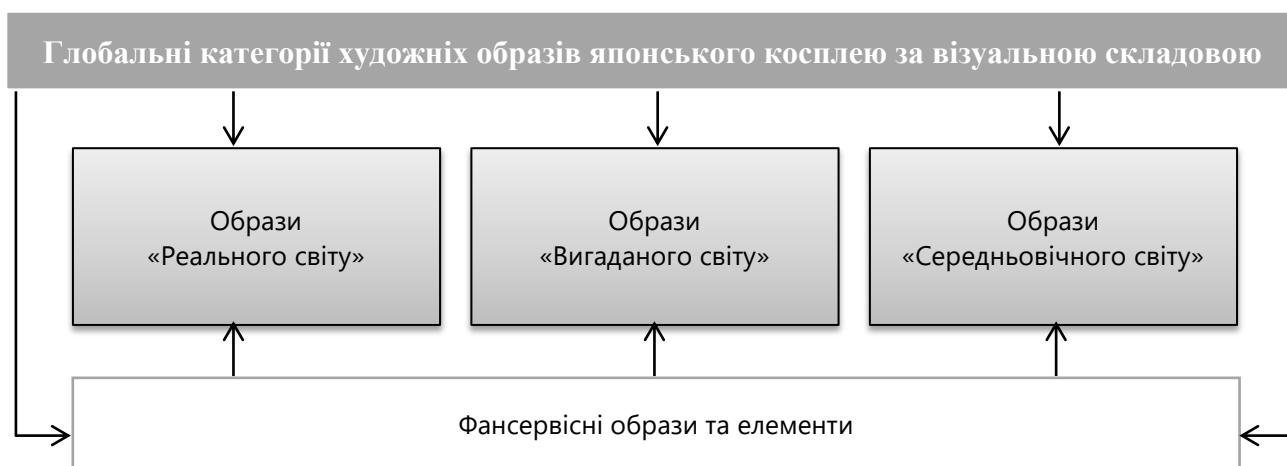 Глобальні категорії художніх образів японського косплею за візуальною складовою
Образи
«Реального світу»
Образи
«Вигаданого світу»
Образи
«Середньовічного світу»
Фансервісні образи та елементи